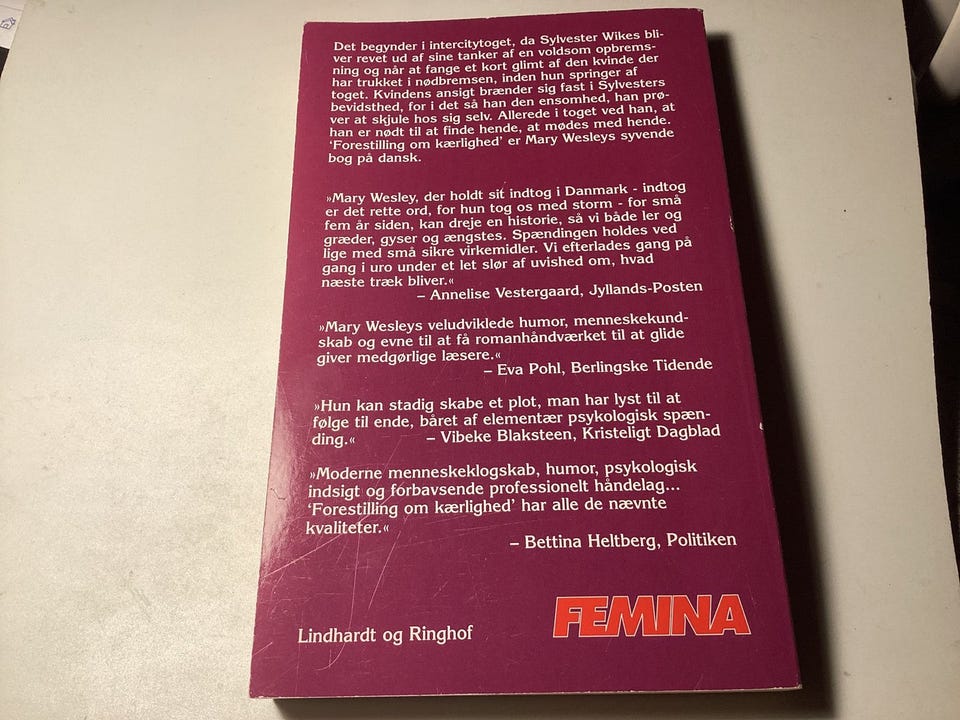 Det begynder i intercitytoget, da Sylvester Wikes bli-
ver revet ud af sine tanker af en voldsom opbrems-
ning og når at fange et kort glimt af den kvinde der
har trukket i nødbremsen, inden hun springer af
toget. Kvindens ansigt brænder sig fast i Sylvesters
bevidsthed, for i det så han den ensomhed, han prø-
ver at skjule hos sig selv. Allerede i toget ved han, at
han er nødt til at finde hende, at mødes med hende.
‘Forestilling om kærlighed’ er Mary Wesleys syvende
bog på dansk.
»Mary Wesley, der holdt sit indtog i Danmark - indtog
er det rette ord, for hun tog os med storm - for små
fem år siden, kan dreje en historie, så vi både ler og
græder, gyser og ængstes. Spændingen holdes ved
lige med små sikre virkemidler. Vi efterlades gang på
gang i uro under et let slør af uvished om, hvad
næste træk bliver.«
– Annelise Vestergaard, Jyllands-Posten
»Mary Wesleys veludviklede humor, menneskekund-
skab og evne til at få romanhåndværket til at glide
giver medgørlige læsere.«
– Eva Pohl, Berlingske Tidende
»Hun kan stadig skabe et plot, man har lyst til at
følge til ende, båret af elementær psykologisk spæn-
ding.« – Vibeke Blaksteen, Kristeligt Dagblad
»Moderne menneskeklogskab, humor, psykologisk
indsigt og forbavsende professionelt håndelag...
‘Forestilling om kærlighed’ har alle de nævnte
kvaliteter.«
– Bettina Heltberg, Politiken
Lindhardt og Ringhof
FEMINA